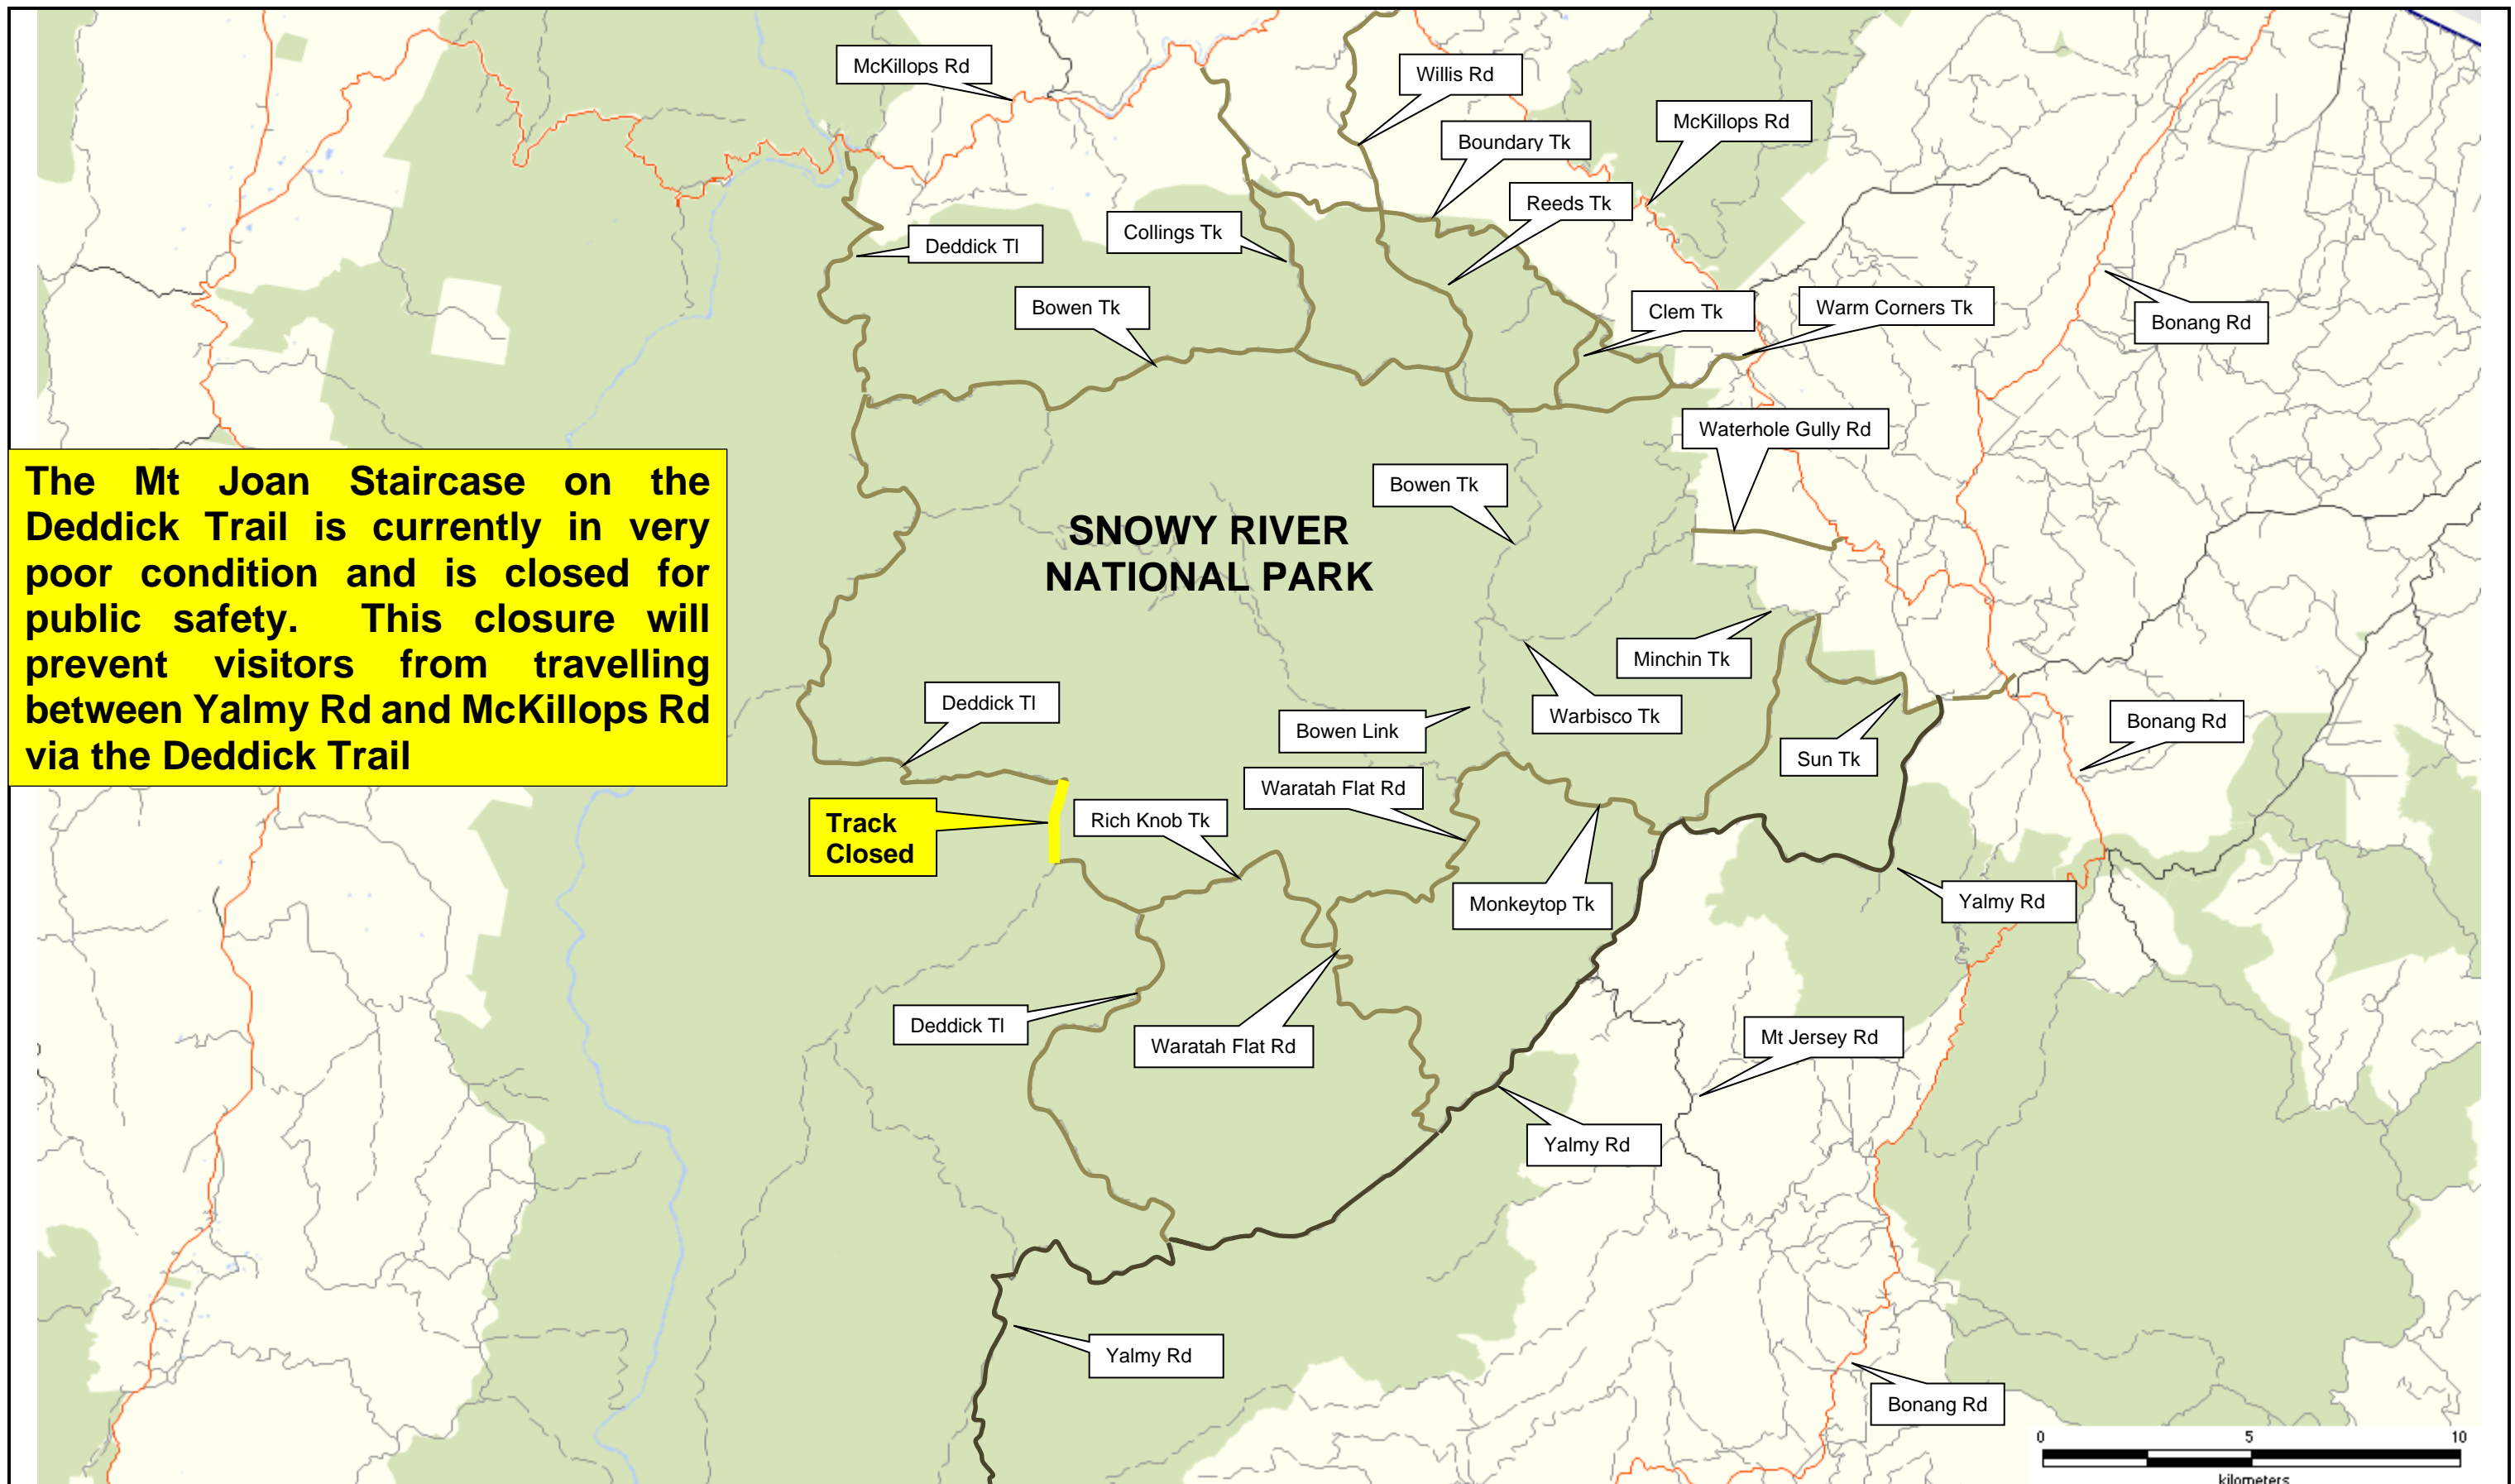 McKillops Rd
Willis Rd
Boundary Tk
McKillops Rd
Reeds Tk
Collings Tk
Deddick Tl
Bowen Tk
Clem Tk
Warm Corners Tk
Bonang Rd
Waterhole Gully Rd
Bowen Tk
The Mt Joan Staircase on the
Deddick Trail is currently in very
poor condition and is closed for
public safety. This closure will
prevent visitors from travelling
between Yalmy Rd and McKillops Rd
via the Deddick Trail
SNOWY RIVER
NATIONAL PARK
Minchin Tk
Deddick Tl
Warbisco Tk
Bowen Link
Bonang Rd
Sun Tk
Waratah Flat Rd
Track
Closed
Rich Knob Tk
Monkeytop Tk
Yalmy Rd
Deddick Tl
Waratah Flat Rd
Mt Jersey Rd
Yalmy Rd
Yalmy Rd
Bonang Rd
0 5 10
kilometers